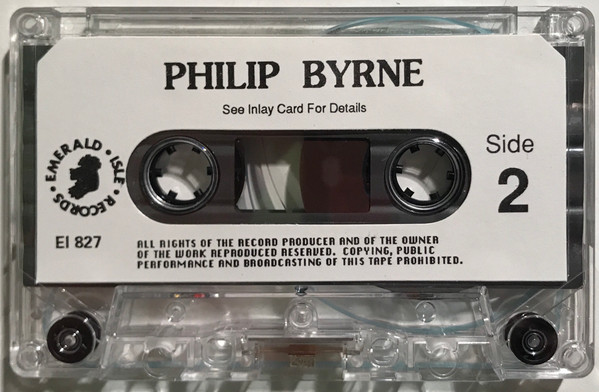 PHILIP BYRNE
See Inlay Card For Details
EMERALD • ISLE • RECORDS •
Side
2
EI 827
ALL RIGHTS OF THE RECORD PRODUCER AND OF THE OWNER
OF THE WORK REPRODUCED RESERVED. COPYING, PUBLIC
PERFORMANCE AND BROADCASTING OF THIS TAPE PROHIBITED.